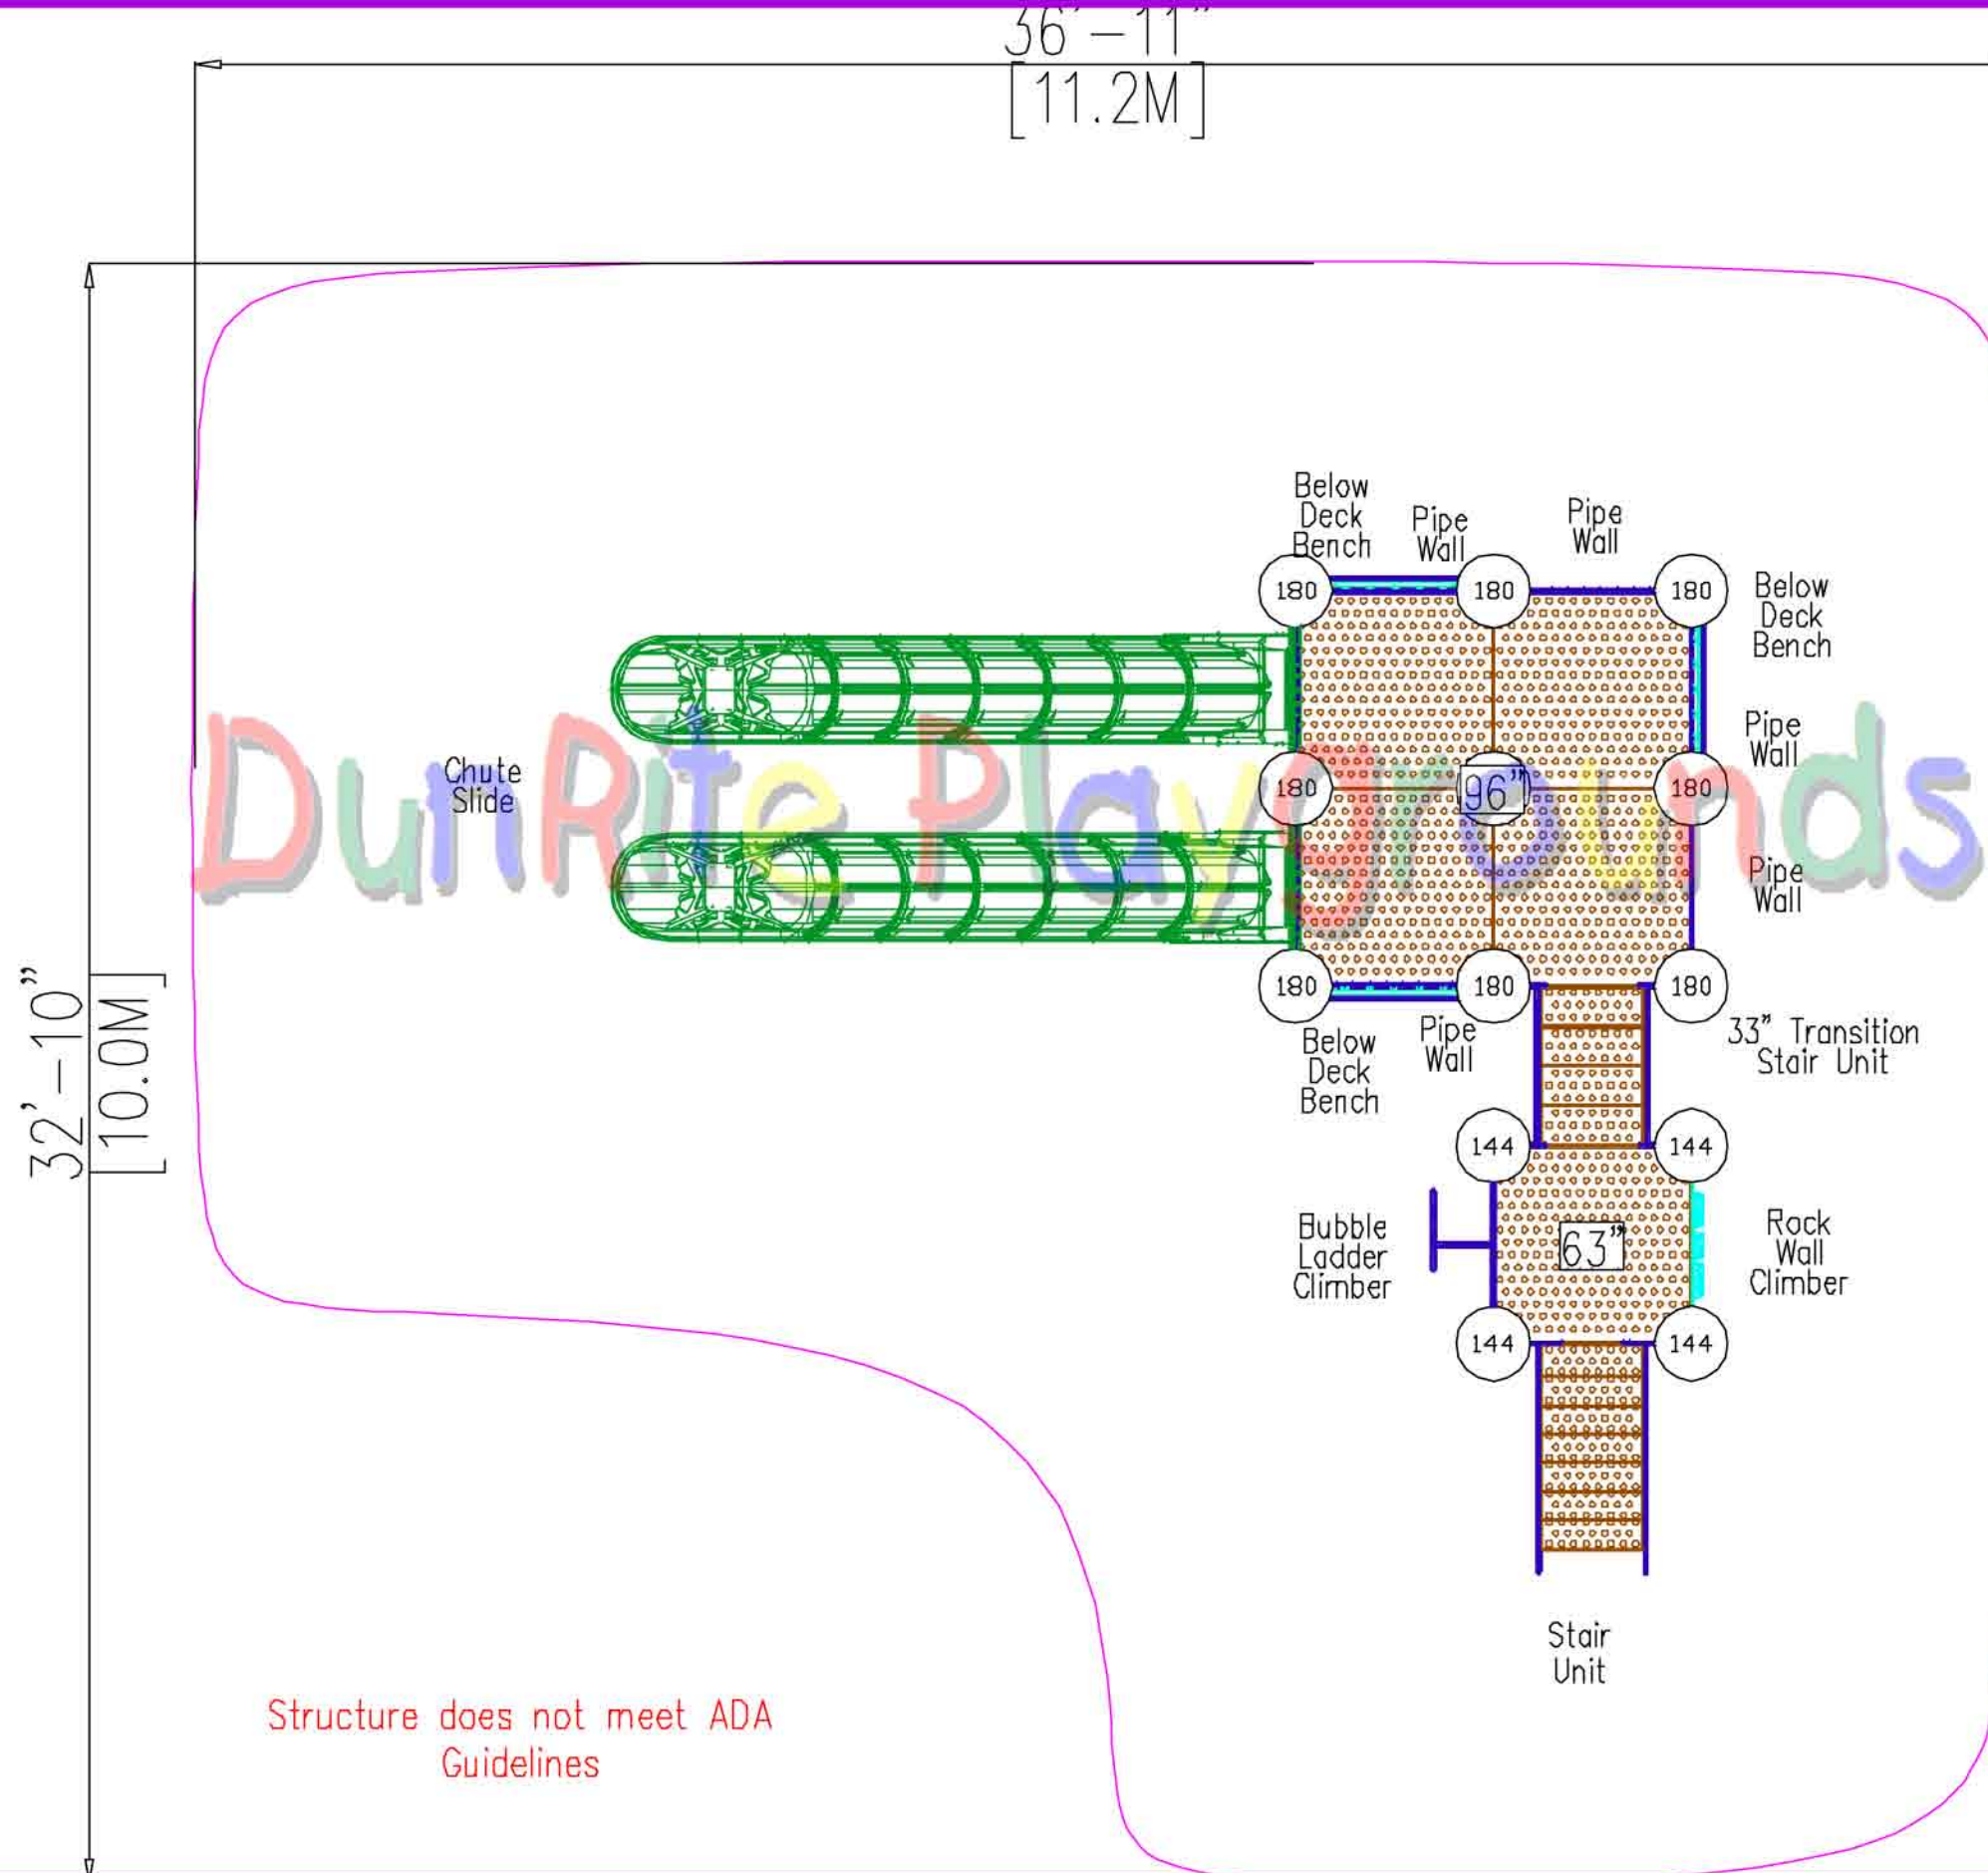 36'-11"
[11.2M]
Below
Deck
Bench
Pipe
Wall
Pipe
Wall
180
180
180
Below
Deck
Bench
Chute
Slide
DunRite Playgrounds
180
96"
180
Pipe
Wall
Pipe
Wall
180
180
180
32'-10"
[10.0M]
Below
Deck
Bench
Pipe
Wall
33" Transition
Stair Unit
144
144
Bubble
Ladder
Climber
63"
Rock
Wall
Climber
144
144
Stair
Unit
Structure does not meet ADA
Guidelines